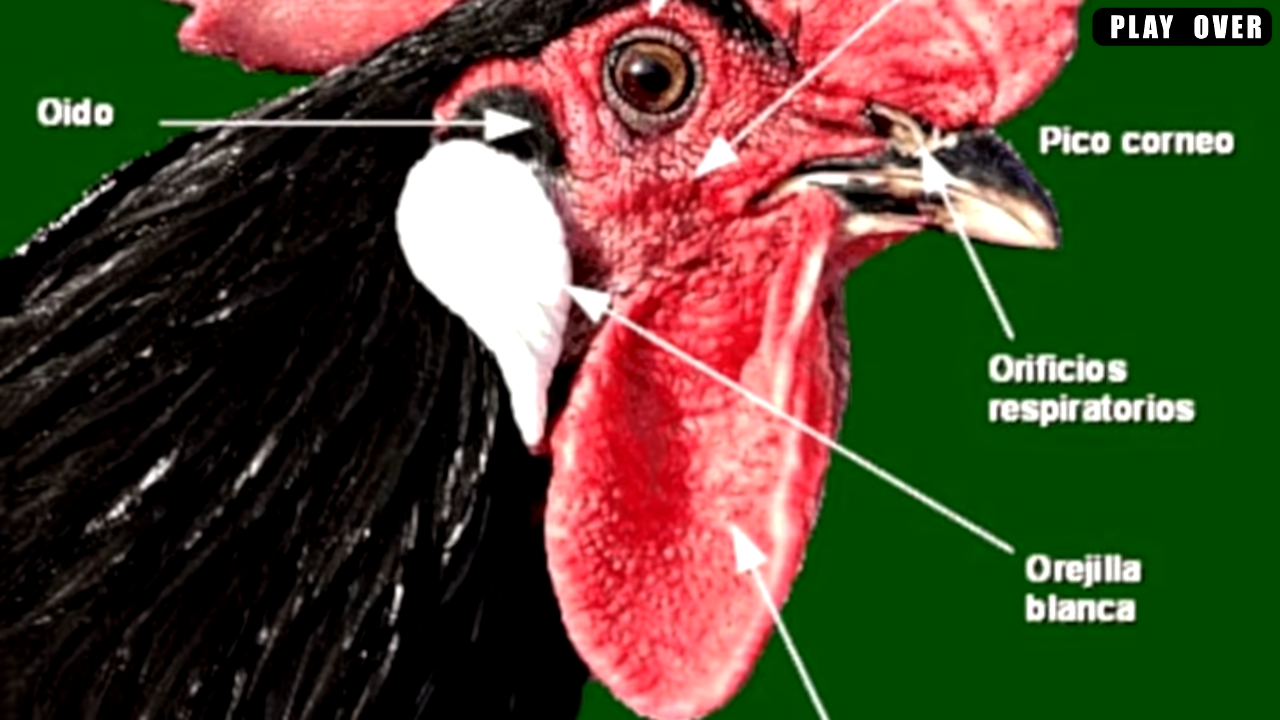 PLAY OVER
Oido
Pico corneo
Orificios
respiratorios
Orejilla
blanca